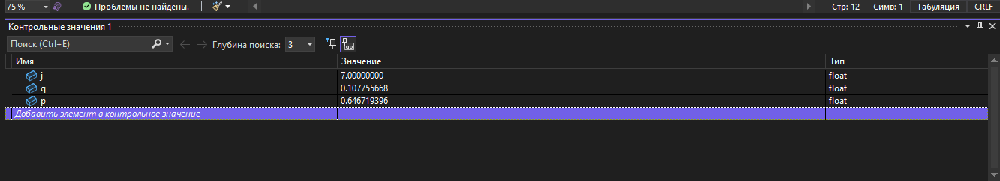 75 % Проблемы не найдены. Стр: 12 Симв: 1 Табуляция CRLF
Контрольные значения 1
Поиск (Ctrl+E) Глубина поиска: 3
Имя Значение Тип
j 7.00000000 float
q 0.107755668 float
p 0.646719396 float
Добавить элемент в контрольное значение